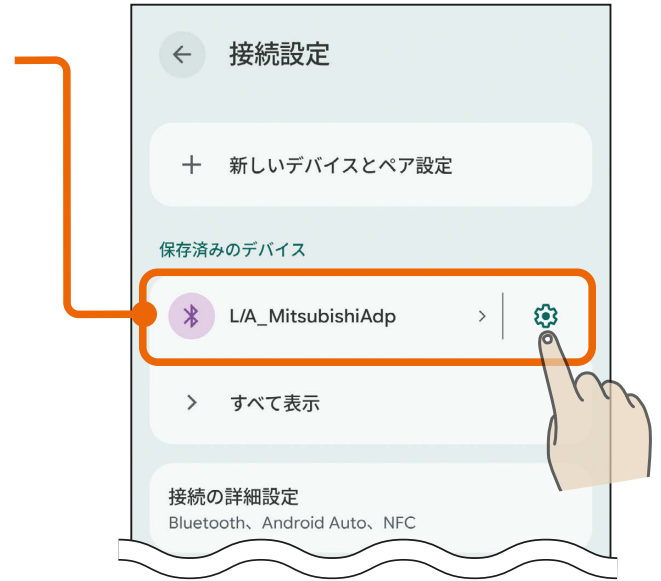 接続設定
新しいデバイスとペア設定
保存済みのデバイス
L/A_MitsubishiAdp
すべて表示
接続の詳細設定
Bluetooth、Android Auto、NFC